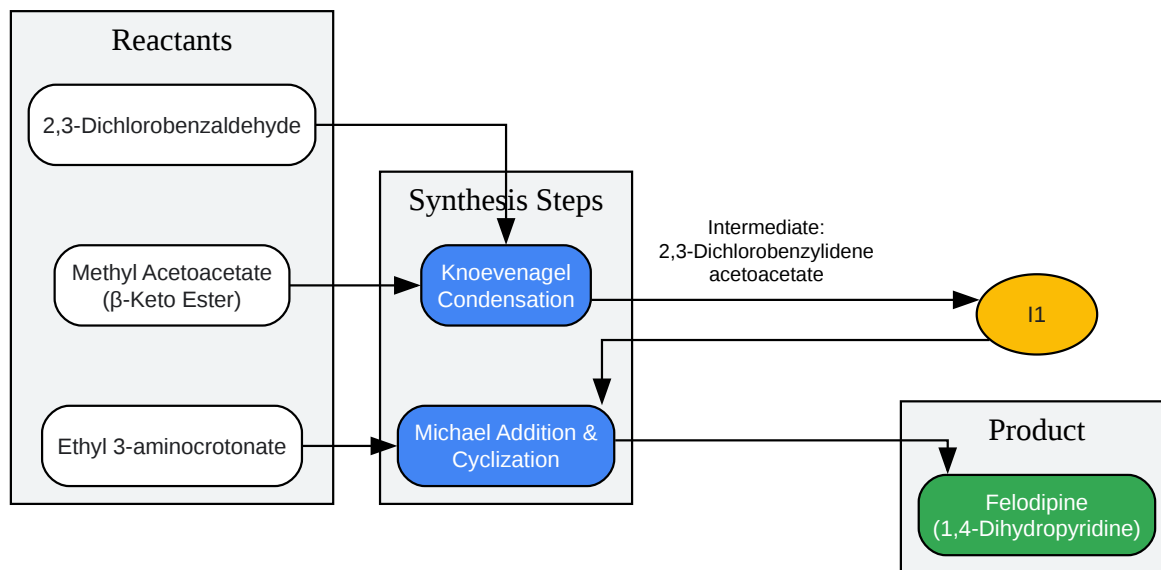 Reactants
2,3-Dichlorobenzaldehyde
Methyl Acetoacetate
(β-Keto Ester)
Ethyl 3-aminocrotonate
Synthesis Steps
Knoevenagel
Condensation
Michael Addition &
Cyclization
Intermediate:
2,3-Dichlorobenzylidene
acetoacetate
I1
Product
Felodipine
(1,4-Dihydropyridine)